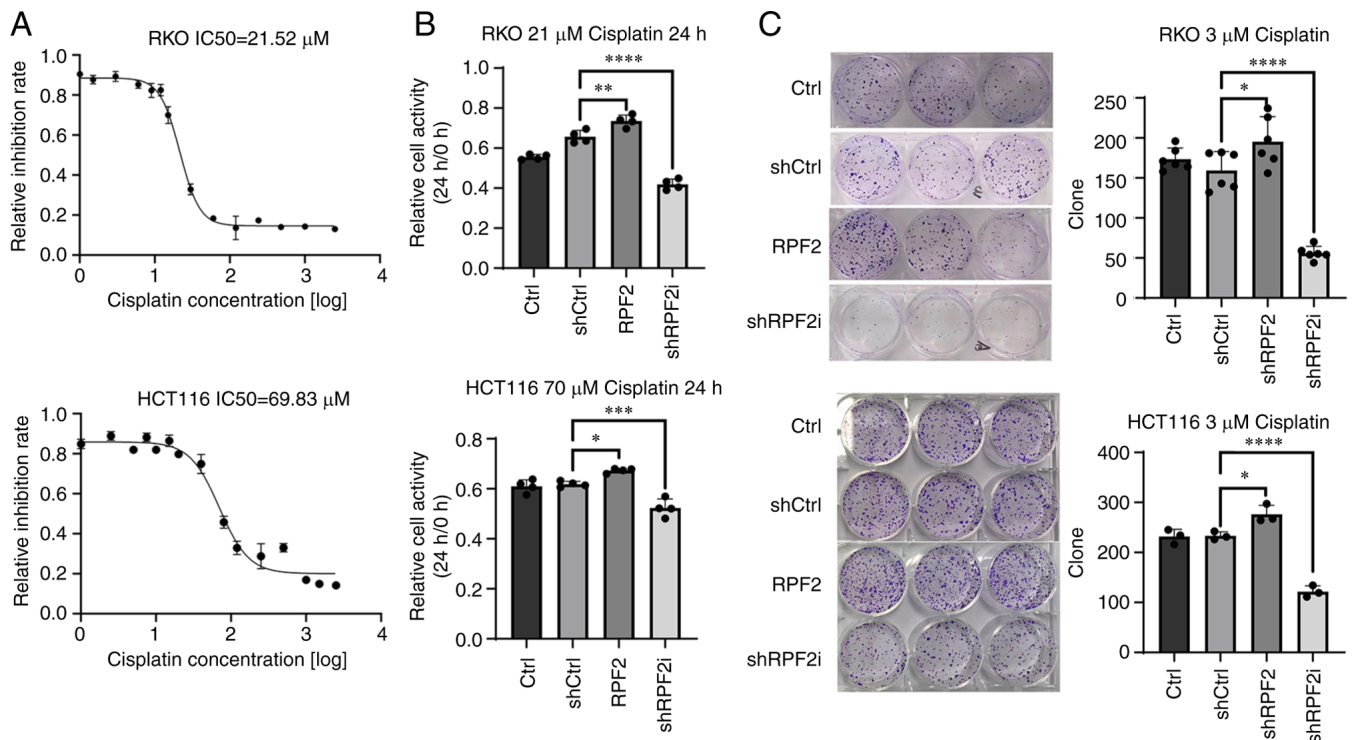 A
RKO IC50=21.52 μM
Relative inhibition rate
1.0
0.8
0.6
0.4
0.2
0.0
0 1 2 3 4
Cisplatin concentration [log]
HCT116 IC50=69.83 μM
Relative inhibition rate
1.0
0.8
0.6
0.4
0.2
0.0
0 1 2 3 4
Cisplatin concentration [log]
B
RKO 21 μM Cisplatin 24 h
Relative cell activity
(24 h/0 h)
1.0
0.8
0.6
0.4
0.2
0.0
****
**
Ctrl
shCtrl
RPF2
shRPF2i
HCT116 70 μM Cisplatin 24 h
Relative cell activity
(24 h/0 h)
0.8
0.6
0.4
0.2
0.0
***
*
Ctrl
shCtrl
RPF2
shRPF2i
C
Ctrl
shCtrl
RPF2
shRPF2i
Ctrl
shCtrl
RPF2
shRPF2i
RKO 3 μM Cisplatin
Clone
250
200
150
100
50
0
****
*
Ctrl
shCtrl
shRPF2
shRPF2i
HCT116 3 μM Cisplatin
Clone
400
300
200
100
0
****
*
Ctrl
shCtrl
shRPF2
shRPF2i